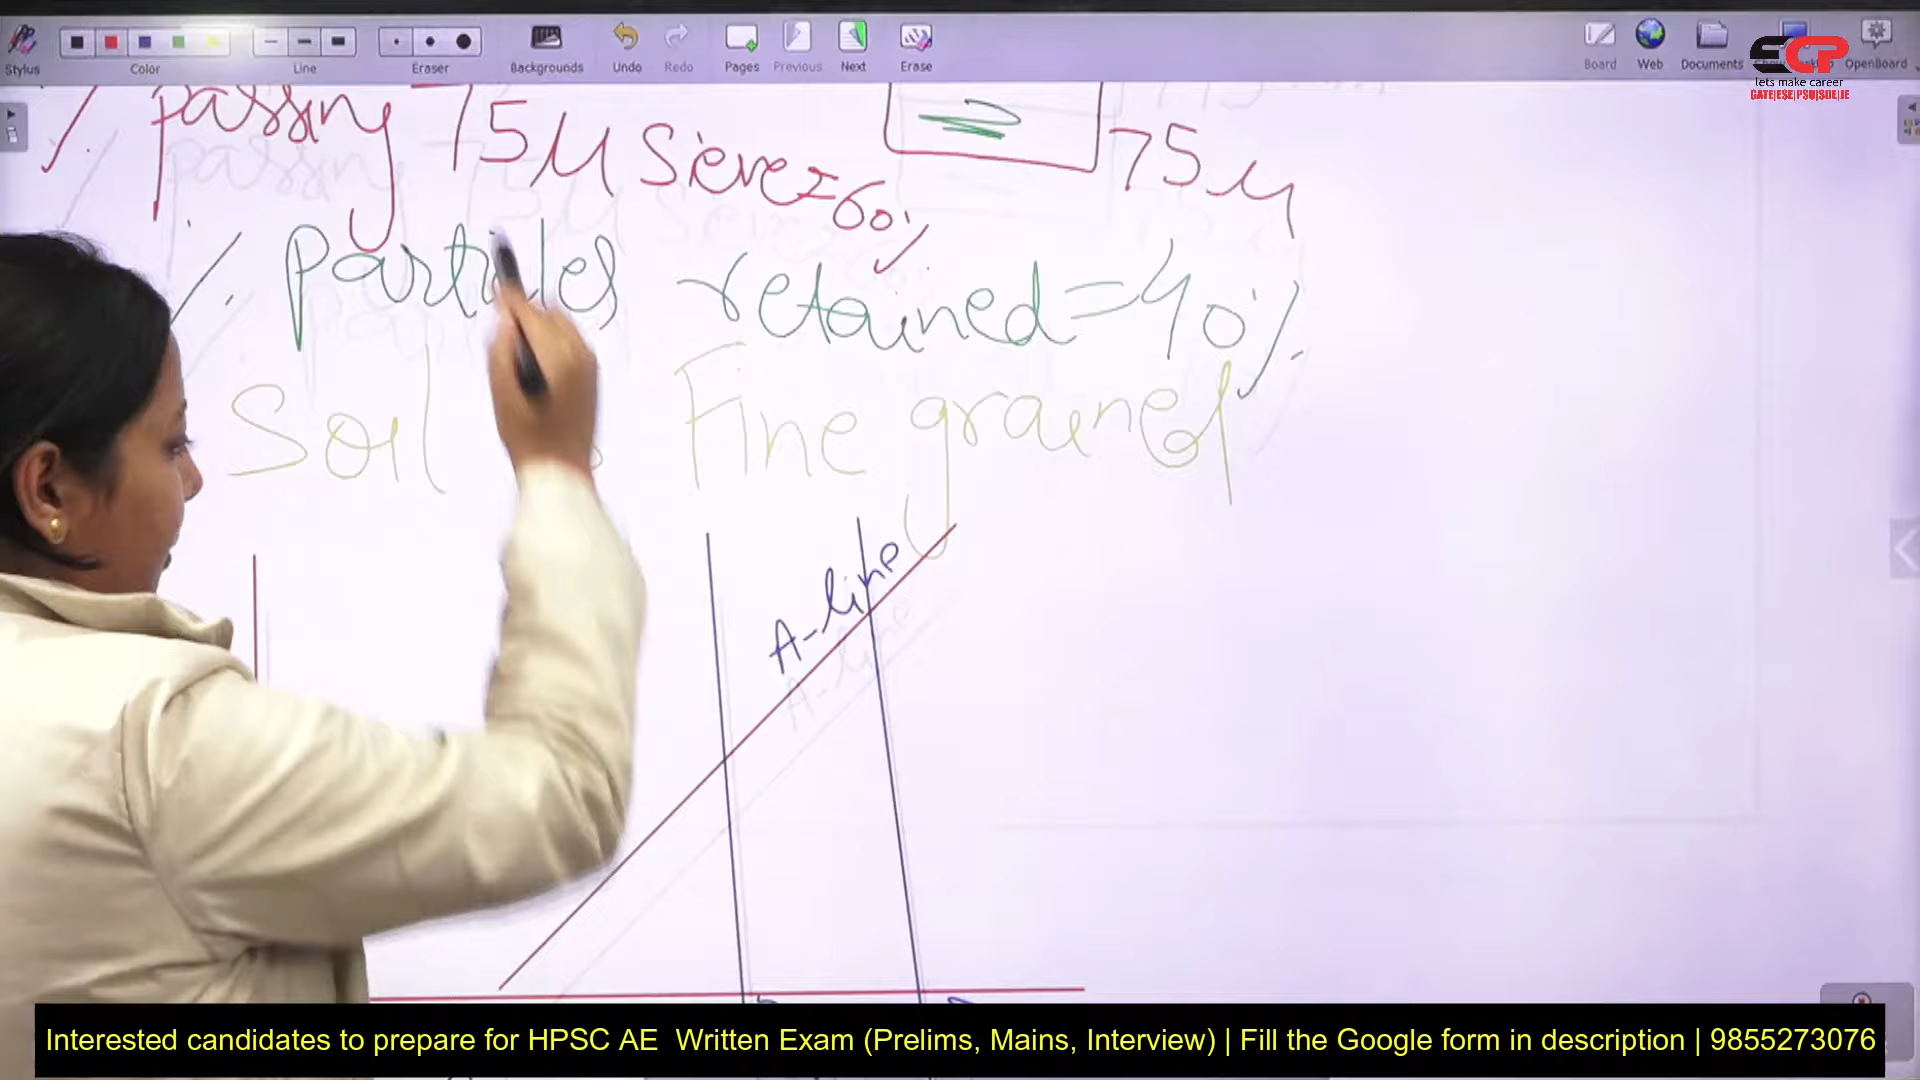 Stylus
Color
Line
Eraser
Backgrounds
Undo
Redo
Pages
Previous
Next
Erase
Board
Web
Documents
OpenBoard
ECP
lets make career
GATE|ESE|PSU|SDE|JE
% passing 75μ Sieve = 60%
75μ
% Particles retained = 40%
Soil Fine grained
A-line
Interested candidates to prepare for HPSC AE Written Exam (Prelims, Mains, Interview) | Fill the Google form in description | 9855273076